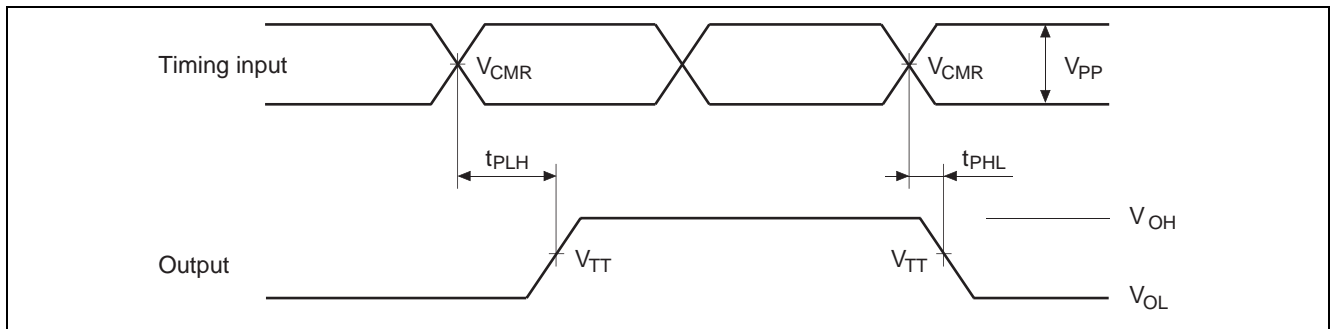 Timing input
VCMR
VCMR
VPP
tPLH
tPHL
VOH
Output
VTT
VTT
VOL